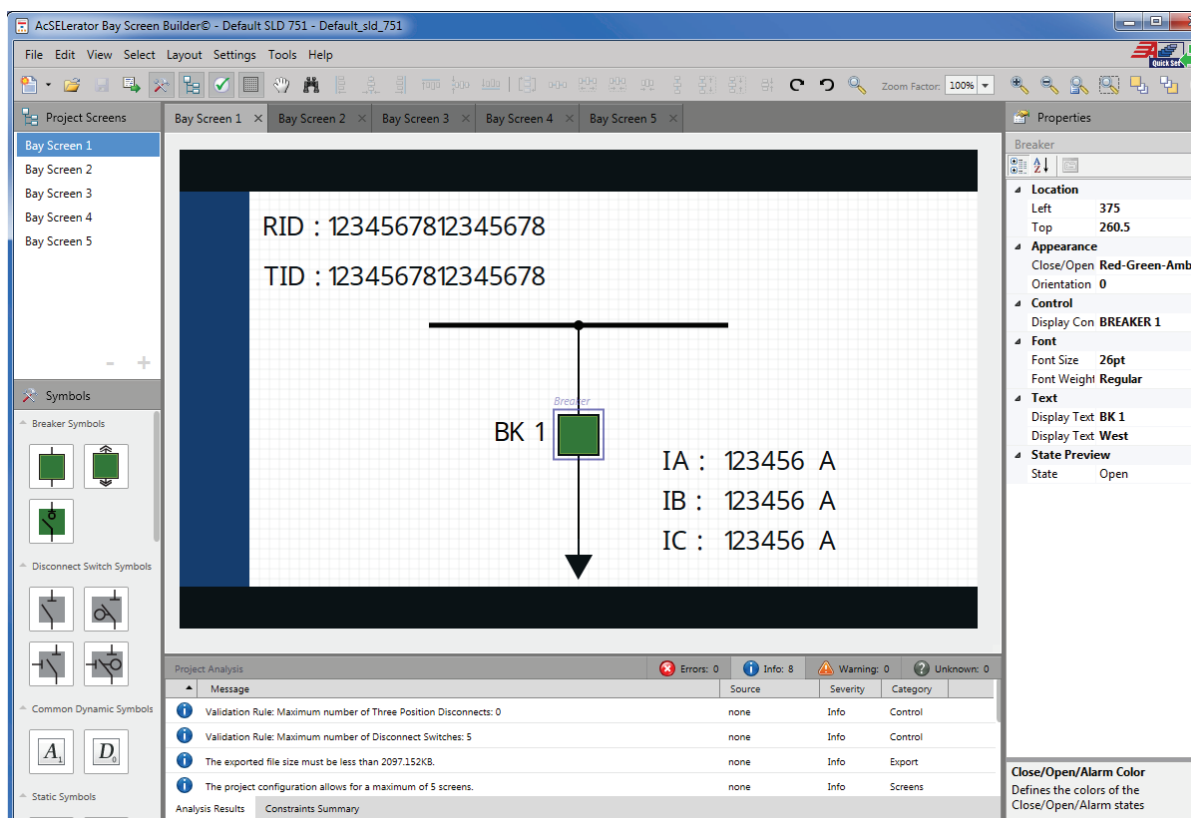 AcSELerator Bay Screen Builder© - Default SLD 751 - Default_sld_751
File Edit View Select Layout Settings Tools Help
Quick Set
Zoom Factor: 100%
Project Screens
Bay Screen 1
Bay Screen 2
Bay Screen 3
Bay Screen 4
Bay Screen 5
Symbols
Breaker Symbols
Disconnect Switch Symbols
Common Dynamic Symbols
A1 D0
Static Symbols
Bay Screen 1 × Bay Screen 2 × Bay Screen 3 × Bay Screen 4 × Bay Screen 5 ×
RID : 1234567812345678
TID : 1234567812345678
Breaker
BK 1
IA : 123456 A
IB : 123456 A
IC : 123456 A
Project Analysis Errors: 0 Info: 8 Warning: 0 Unknown: 0
Message Source Severity Category
Validation Rule: Maximum number of Three Position Disconnects: 0 none Info Control
Validation Rule: Maximum number of Disconnect Switches: 5 none Info Control
The exported file size must be less than 2097.152KB. none Info Export
The project configuration allows for a maximum of 5 screens. none Info Screens
Analysis Results Constraints Summary
Properties
Breaker
Location
Left 375
Top 260.5
Appearance
Close/Open Red-Green-Amb
Orientation 0
Control
Display Con BREAKER 1
Font
Font Size 26pt
Font Weight Regular
Text
Display Text BK 1
Display Text West
State Preview
State Open
Close/Open/Alarm Color
Defines the colors of the
Close/Open/Alarm states